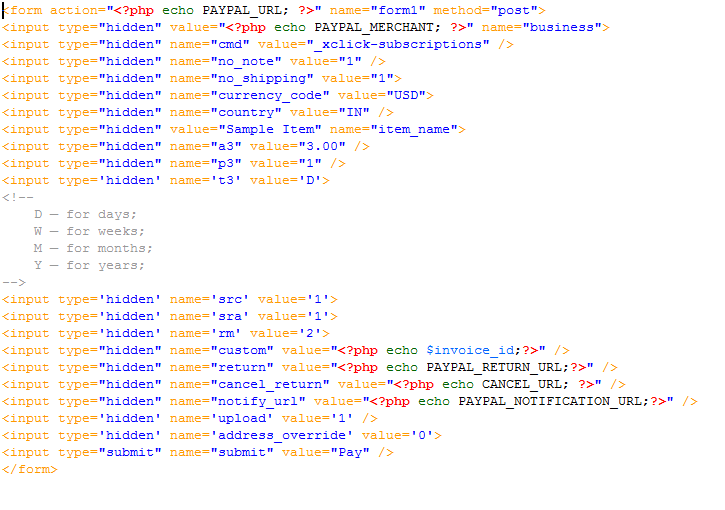 <form action="<?php echo PAYPAL_URL; ?>" name="form1" method="post">
<input type="hidden" value="<?php echo PAYPAL_MERCHANT; ?>" name="business">
<input type="hidden" name="cmd" value="_xclick-subscriptions" />
<input type="hidden" name="no_note" value="1" />
<input type="hidden" name="no_shipping" value="1">
<input type="hidden" name="currency_code" value="USD">
<input type="hidden" name="country" value="IN" />
<input type="hidden" value="Sample Item" name="item_name">
<input type="hidden" name="a3" value="3.00" />
<input type="hidden" name="p3" value="1" />
<input type='hidden' name='t3' value='D'>
<!--
    D — for days;
    W — for weeks;
    M — for months;
    Y — for years;
-->
<input type='hidden' name='src' value='1'>
<input type='hidden' name='sra' value='1'>
<input type='hidden' name='rm' value='2'>
<input type="hidden" name="custom" value="<?php echo $invoice_id;?>" />
<input type="hidden" name="return" value="<?php echo PAYPAL_RETURN_URL;?>" />
<input type="hidden" name="cancel_return" value="<?php echo CANCEL_URL; ?>" />
<input type="hidden" name="notify_url" value="<?php echo PAYPAL_NOTIFICATION_URL;?>" />
<input type='hidden' name='upload' value='1' />
<input type='hidden' name='address_override' value='0'>
<input type="submit" name="submit" value="Pay" />
</form>